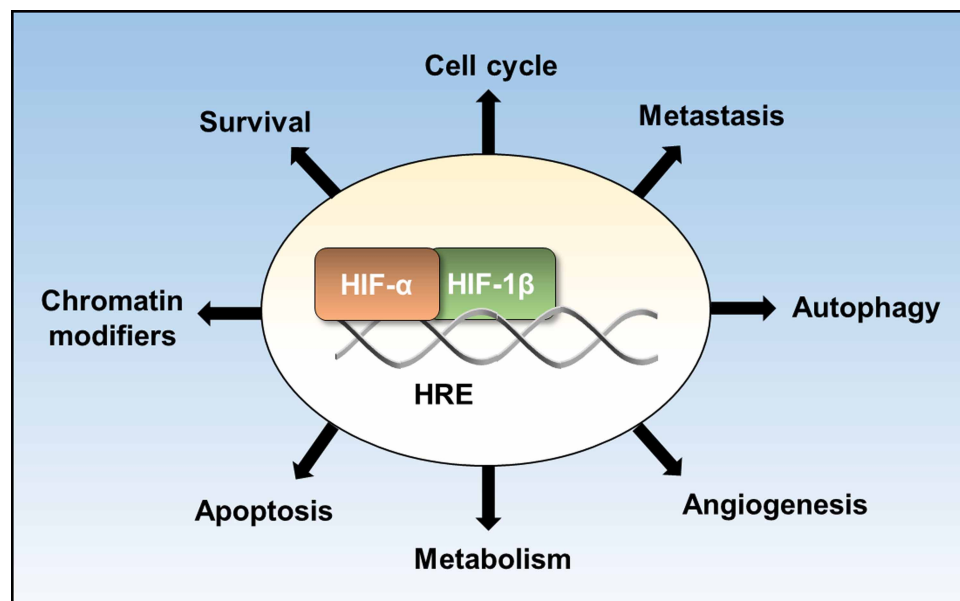 Cell cycle
Survival
Metastasis
HIF-α
HIF-1β
Chromatin
modifiers
Autophagy
HRE
Apoptosis
Angiogenesis
Metabolism